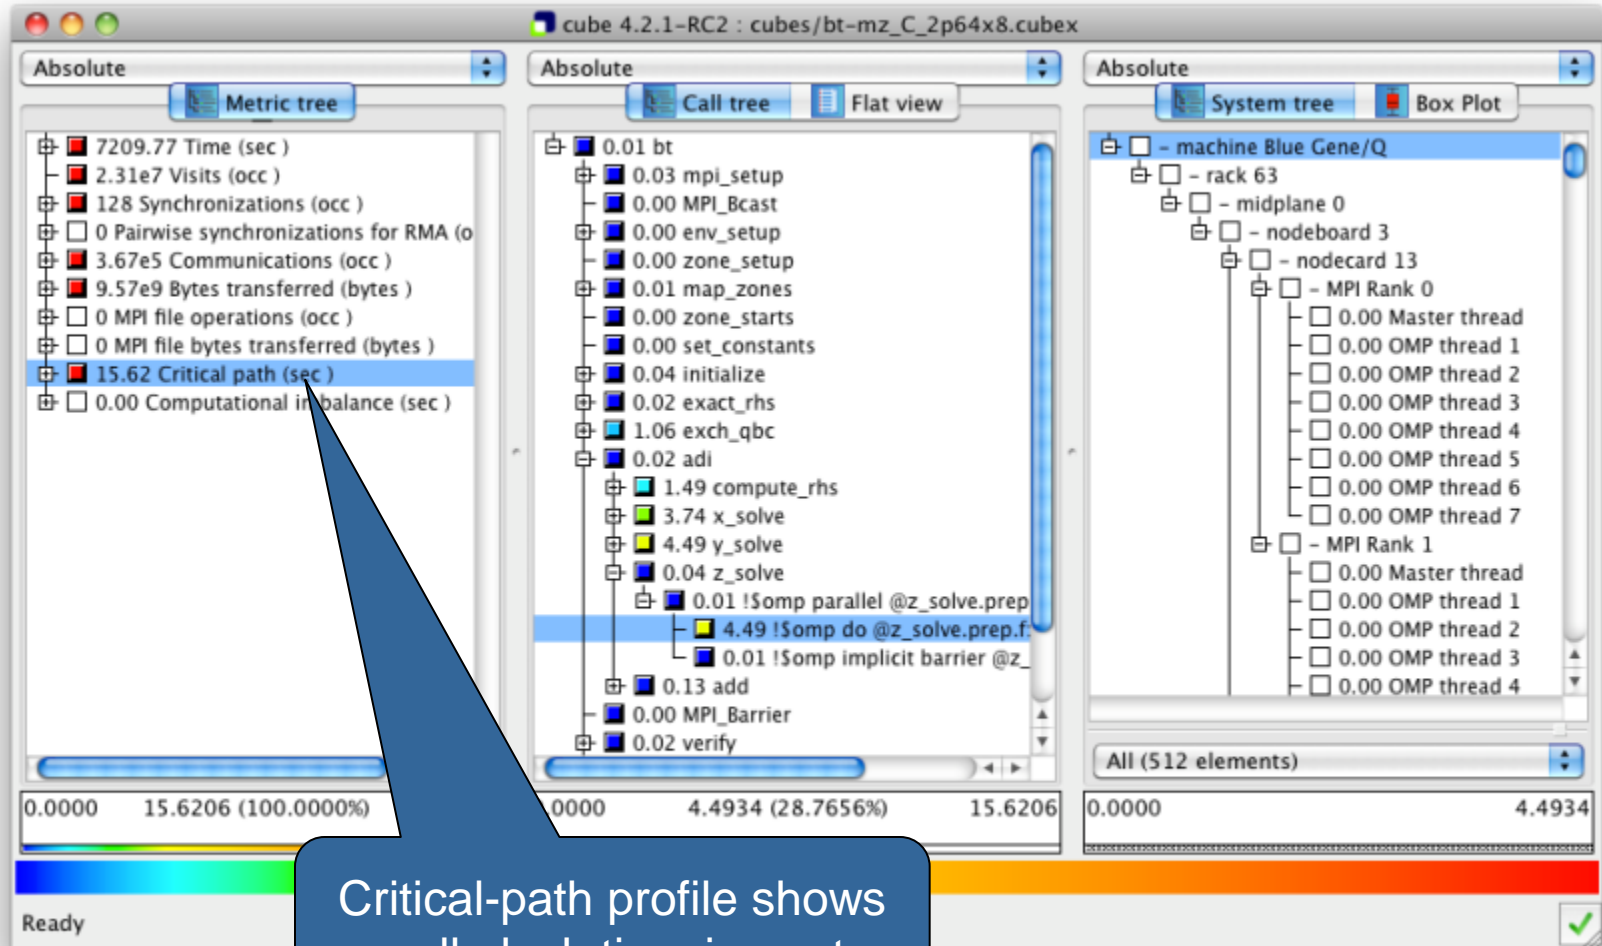 cube 4.2.1-RC2 : cubes/bt-mz_C_2p64x8.cubex
Absolute
Metric tree
7209.77 Time (sec )
2.31e7 Visits (occ )
128 Synchronizations (occ )
0 Pairwise synchronizations for RMA (o
3.67e5 Communications (occ )
9.57e9 Bytes transferred (bytes )
0 MPI file operations (occ )
0 MPI file bytes transferred (bytes )
15.62 Critical path (sec )
0.00 Computational imbalance (sec )
0.0000 15.6206 (100.0000%)
Absolute
Call tree
Flat view
0.01 bt
0.03 mpi_setup
0.00 MPI_Bcast
0.00 env_setup
0.00 zone_setup
0.01 map_zones
0.00 zone_starts
0.00 set_constants
0.04 initialize
0.02 exact_rhs
1.06 exch_qbc
0.02 adi
1.49 compute_rhs
3.74 x_solve
4.49 y_solve
0.04 z_solve
0.01 !$omp parallel @z_solve.prep
4.49 !$omp do @z_solve.prep.f
0.01 !$omp implicit barrier @z_
0.13 add
0.00 MPI_Barrier
0.02 verify
.0000 4.4934 (28.7656%) 15.6206
Absolute
System tree
Box Plot
- machine Blue Gene/Q
- rack 63
- midplane 0
- nodeboard 3
- nodecard 13
- MPI Rank 0
0.00 Master thread
0.00 OMP thread 1
0.00 OMP thread 2
0.00 OMP thread 3
0.00 OMP thread 4
0.00 OMP thread 5
0.00 OMP thread 6
0.00 OMP thread 7
- MPI Rank 1
0.00 Master thread
0.00 OMP thread 1
0.00 OMP thread 2
0.00 OMP thread 3
0.00 OMP thread 4
All (512 elements)
0.0000 4.4934
Critical-path profile shows
Ready